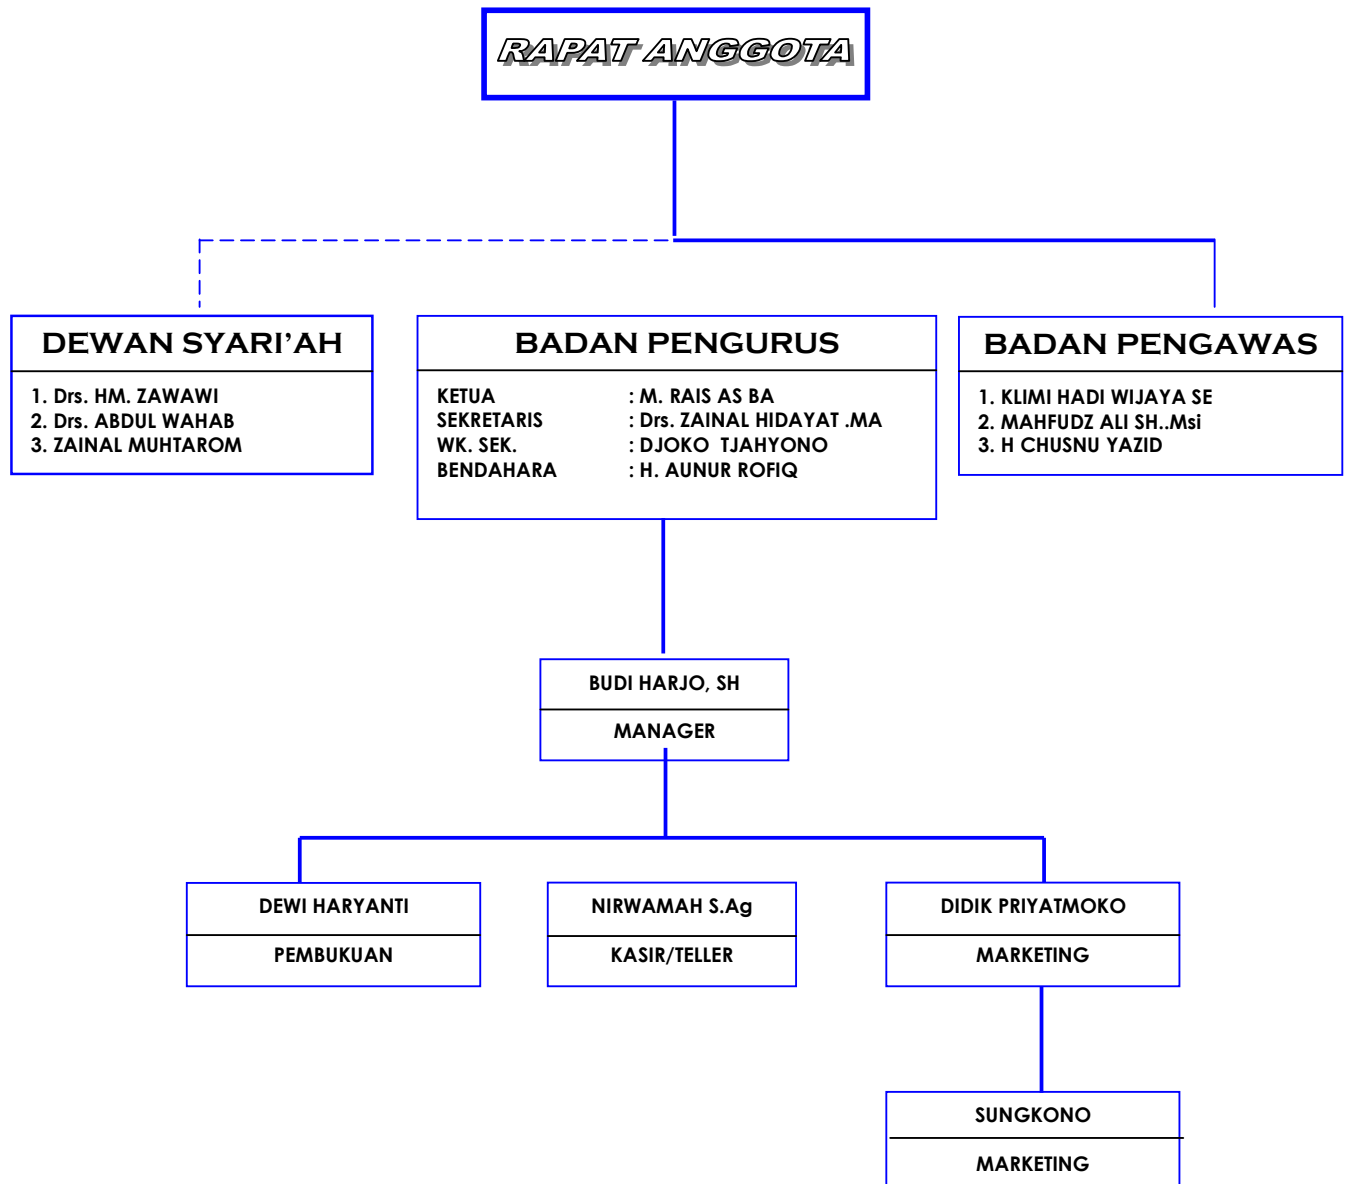 RAPAT ANGGOTA
DEWAN SYARI’AH
1. Drs. HM. ZAWAWI
2. Drs. ABDUL WAHAB
3. ZAINAL MUHTAROM
BADAN PENGURUS
KETUA : M. RAIS AS BA
SEKRETARIS : Drs. ZAINAL HIDAYAT .MA
WK. SEK. : DJOKO TJAHYONO
BENDAHARA : H. AUNUR ROFIQ
BADAN PENGAWAS
1. KLIMI HADI WIJAYA SE
2. MAHFUDZ ALI SH..Msi
3. H CHUSNU YAZID
BUDI HARJO, SH
MANAGER
DEWI HARYANTI
PEMBUKUAN
NIRWAMAH S.Ag
KASIR/TELLER
DIDIK PRIYATMOKO
MARKETING
SUNGKONO
MARKETING